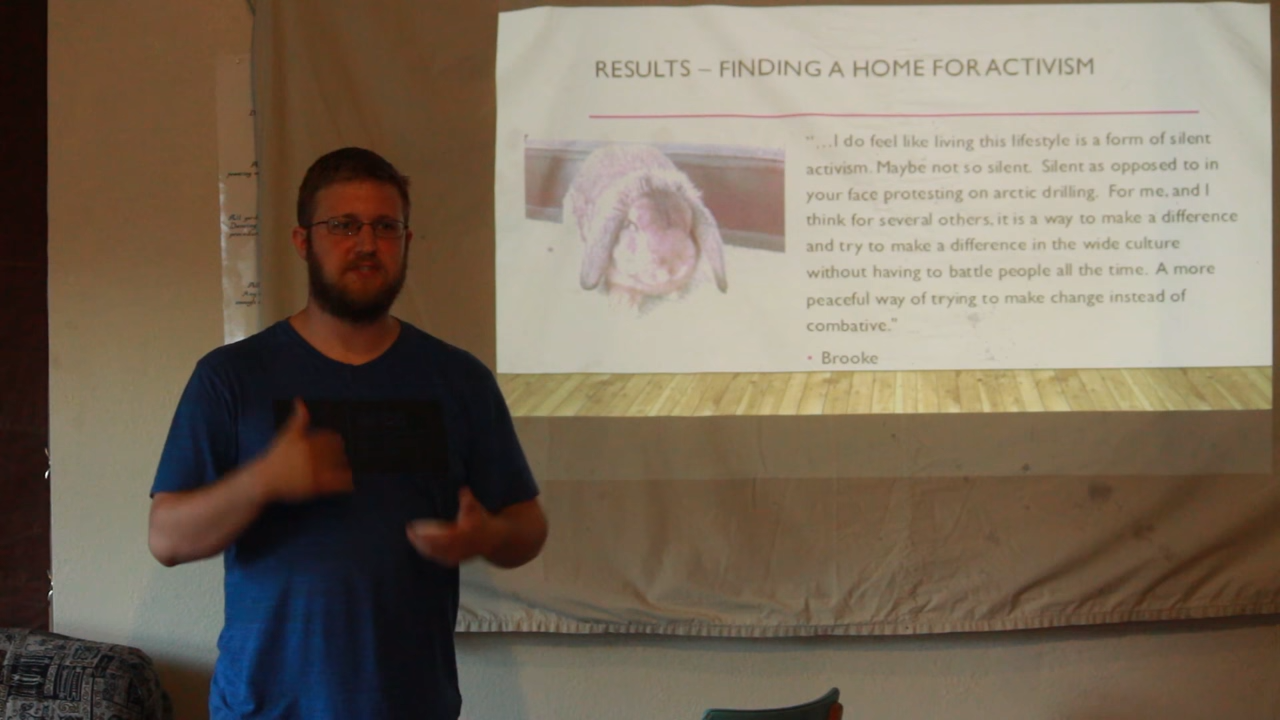 RESULTS – FINDING A HOME FOR ACTIVISM
"…I do feel like living this lifestyle is a form of silent
activism. Maybe not so silent. Silent as opposed to in
your face protesting on arctic drilling. For me, and I
think for several others, it is a way to make a difference
and try to make a difference in the wide culture
without having to battle people all the time. A more
peaceful way of trying to make change instead of
combative."
• Brooke